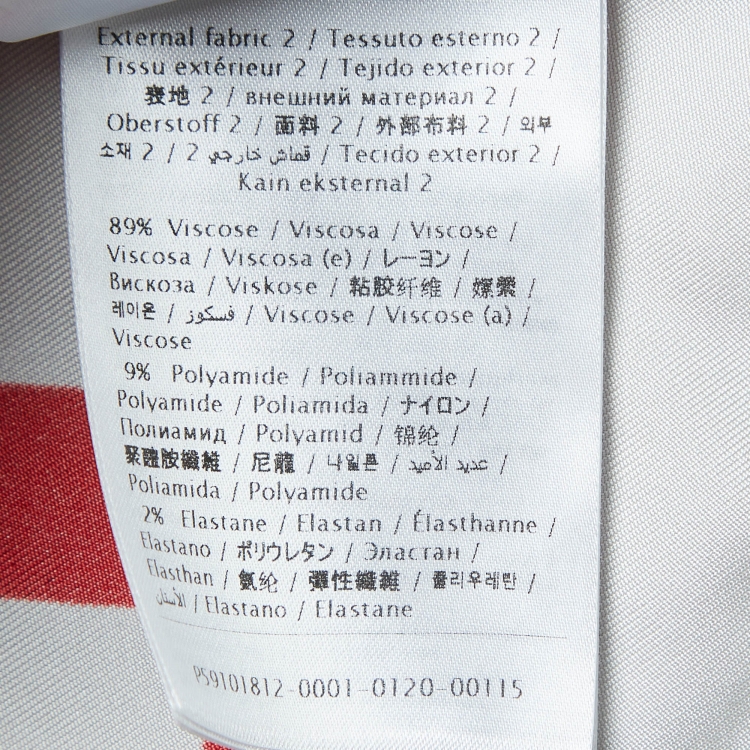 External fabric 2 / Tessuto esterno 2 /
Tissu extérieur 2 / Tejido exterior 2 /
表地 2 / внешний материал 2 /
Oberstoff 2 / 面料 2 / 外部布料 2 / 외부
소재 2 / قماش خارجي 2 / Tecido exterior 2 /
Kain eksternal 2
89% Viscose / Viscosa / Viscose /
Viscosa / Viscosa (e) / レーヨン /
Вискоза / Viskose / 粘胶纤维 / 嫘縈 /
레이온 / فسكوز / Viscose / Viscose (a) /
Viscose
9% Polyamide / Poliammide /
Polyamide / Poliamida / ナイロン /
Полиамид / Polyamid / 锦纶 /
聚醯胺纖維 / 尼龍 / 나일론 / عديد الأميد /
Poliamida / Polyamide
2% Elastane / Elastan / Élasthanne /
Elastano / ポリウレタン / Эластан /
Elasthan / 氨纶 / 彈性纖維 / 폴리우레탄 /
الأستان / Elastano / Elastane
P59101812-0001-0120-00115